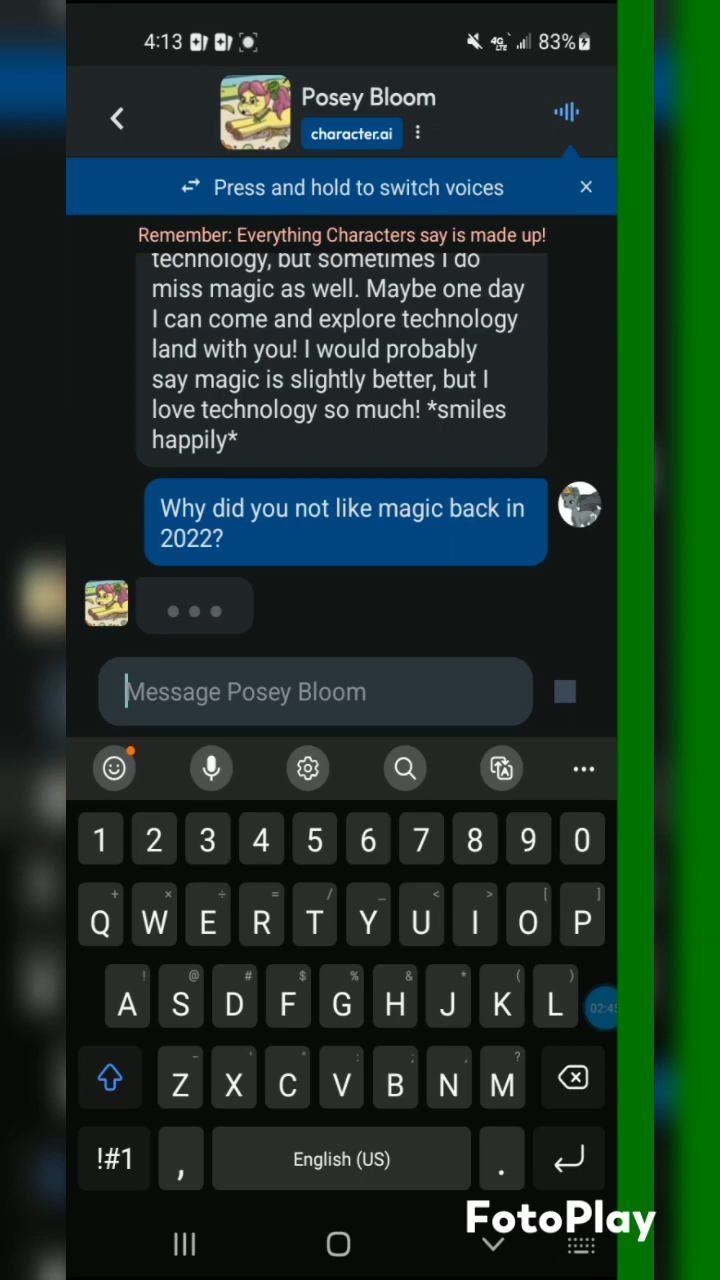 4:13 83%
4G LTE
Posey Bloom
character.ai
Press and hold to switch voices
Remember: Everything Characters say is made up!
technology, but sometimes I do
miss magic as well. Maybe one day
I can come and explore technology
land with you! I would probably
say magic is slightly better, but I
love technology so much! *smiles
happily*
Why did you not like magic back in
2022?
Message Posey Bloom
1 2 3 4 5 6 7 8 9 0
+ × ÷ = / _ < > [ ]
Q W E R T Y U I O P
! @ # $ % & * ( )
A S D F G H J K L
02:45
- ' " : ; , ?
Z X C V B N M
!#1 , English (US) .
FotoPlay